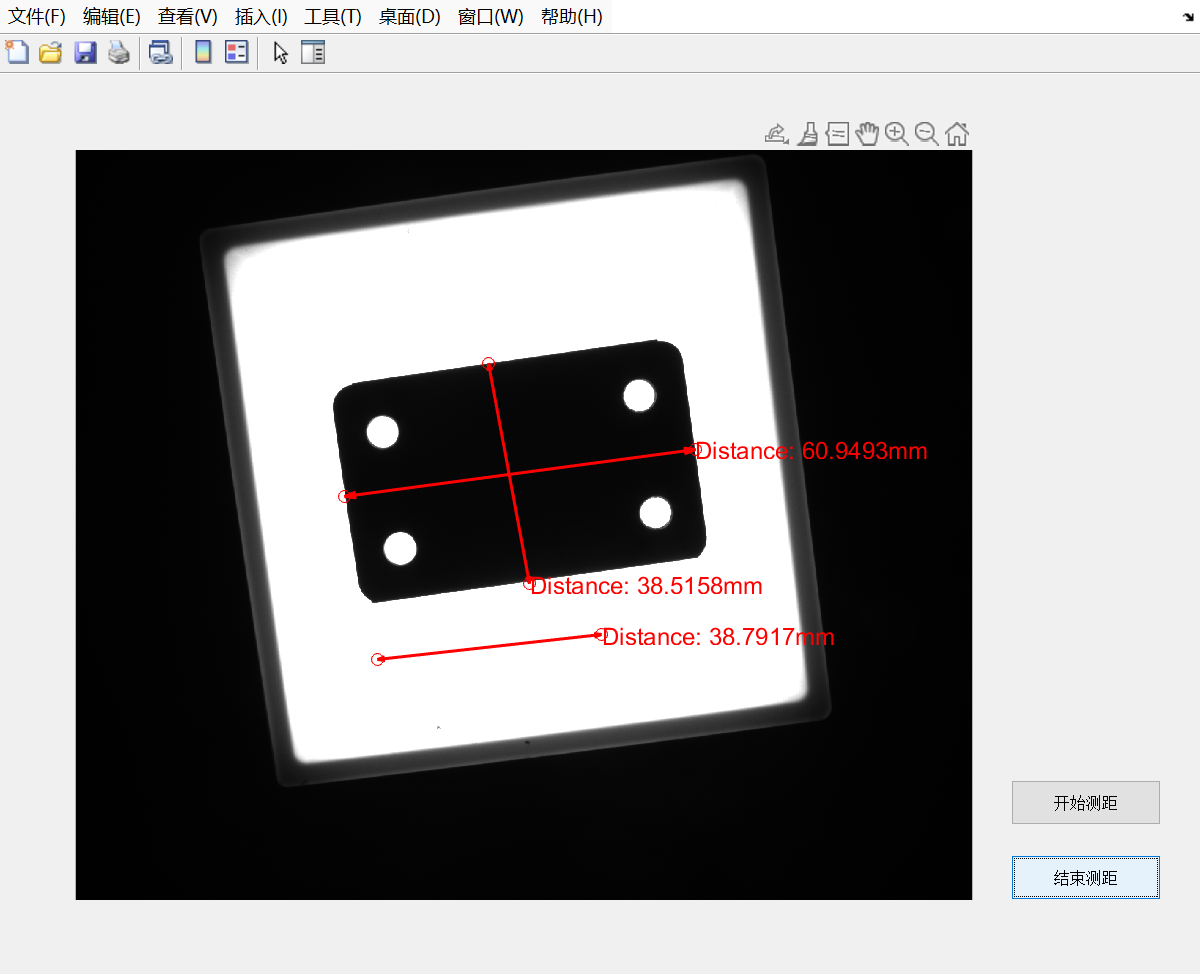 文件(F) 编辑(E) 查看(V) 插入(I) 工具(T) 桌面(D) 窗口(W) 帮助(H)
Distance: 60.9493mm
Distance: 38.5158mm
Distance: 38.7917mm
开始测距
结束测距